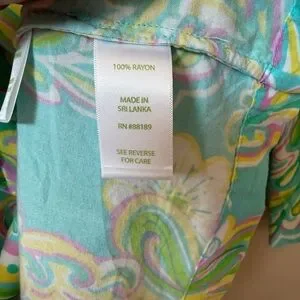 100% RAYON
MADE IN
SRI LANKA
RN #88189
SEE REVERSE
FOR CARE